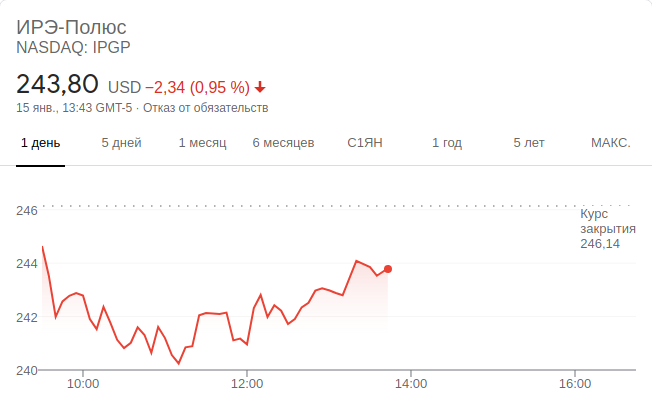 ИРЭ-Полюс
NASDAQ: IPGP
243,80 USD −2,34 (0,95 %)
15 янв., 13:43 GMT-5 · Отказ от обязательств
1 день 5 дней 1 месяц 6 месяцев С1ЯН 1 год 5 лет МАКС.
246
Курс
закрытия
246,14
244
242
240
10:00 12:00 14:00 16:00